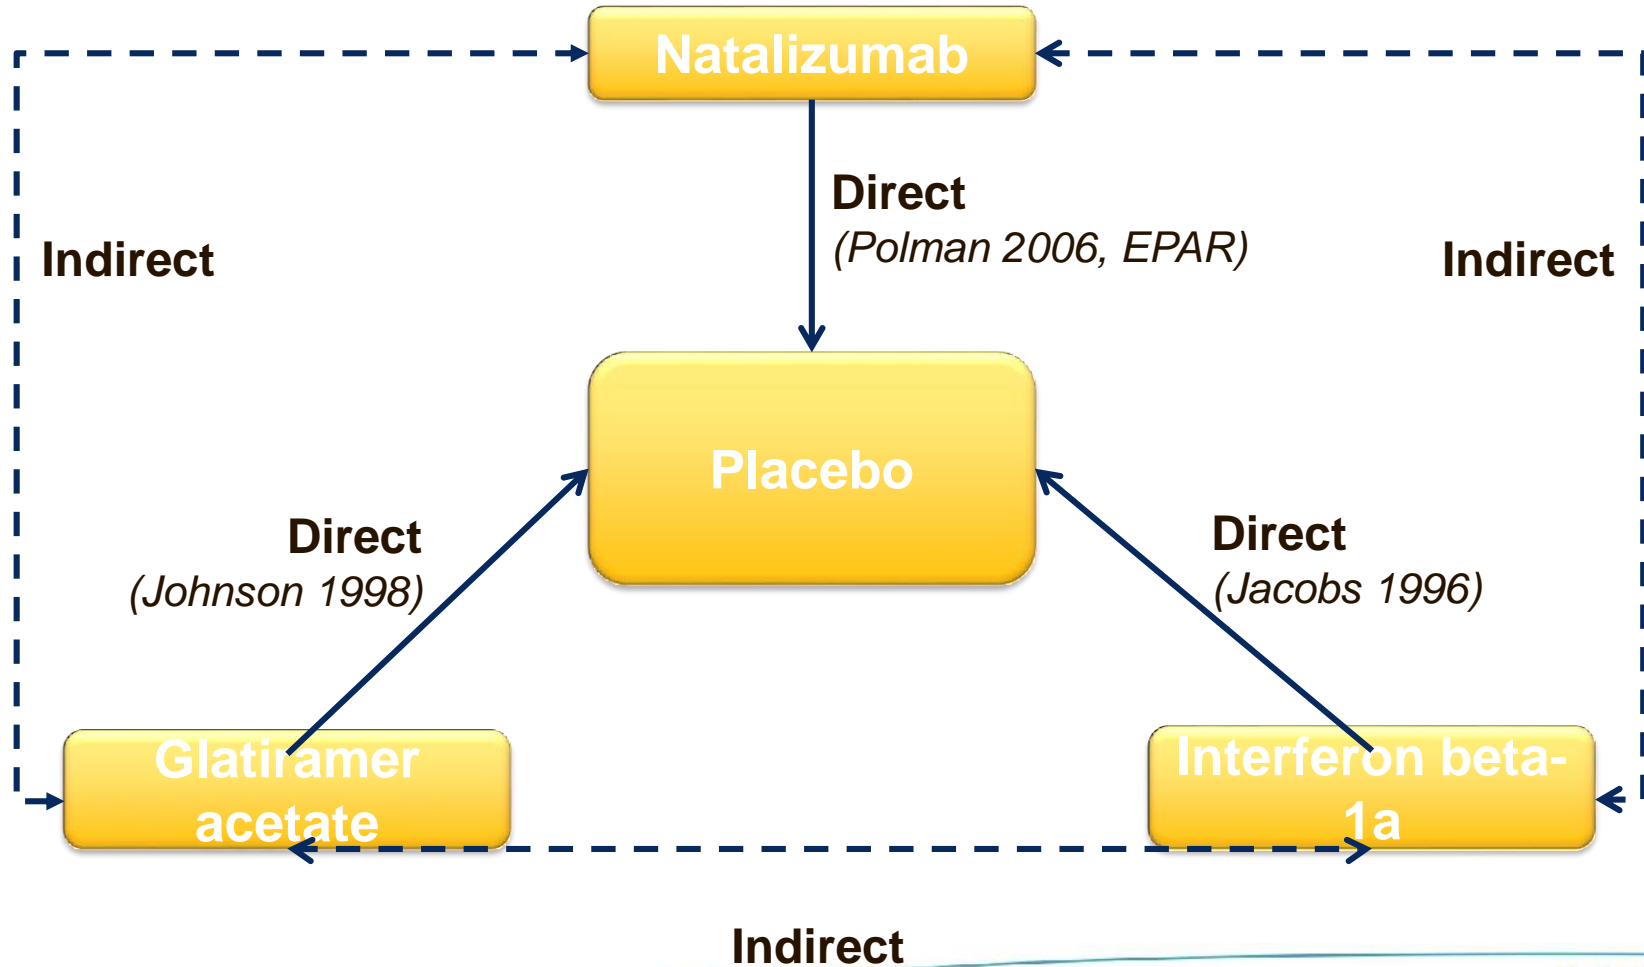 Natalizumab
Direct
(Polman 2006, EPAR)
Indirect
Indirect
Placebo
Direct
(Johnson 1998)
Direct
(Jacobs 1996)
Glatiramer
acetate
Interferon beta-
1a
Indirect